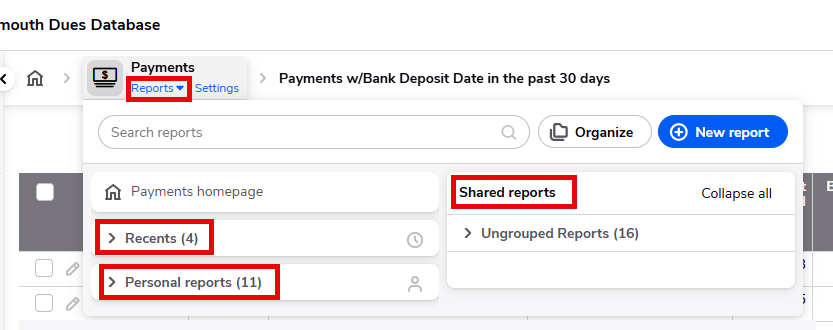 mouth Dues Database
Payments
Reports Settings
Payments w/Bank Deposit Date in the past 30 days
Search reports
Organize
New report
Payments homepage
Recents (4)
Personal reports (11)
Shared reports
Collapse all
Ungrouped Reports (16)